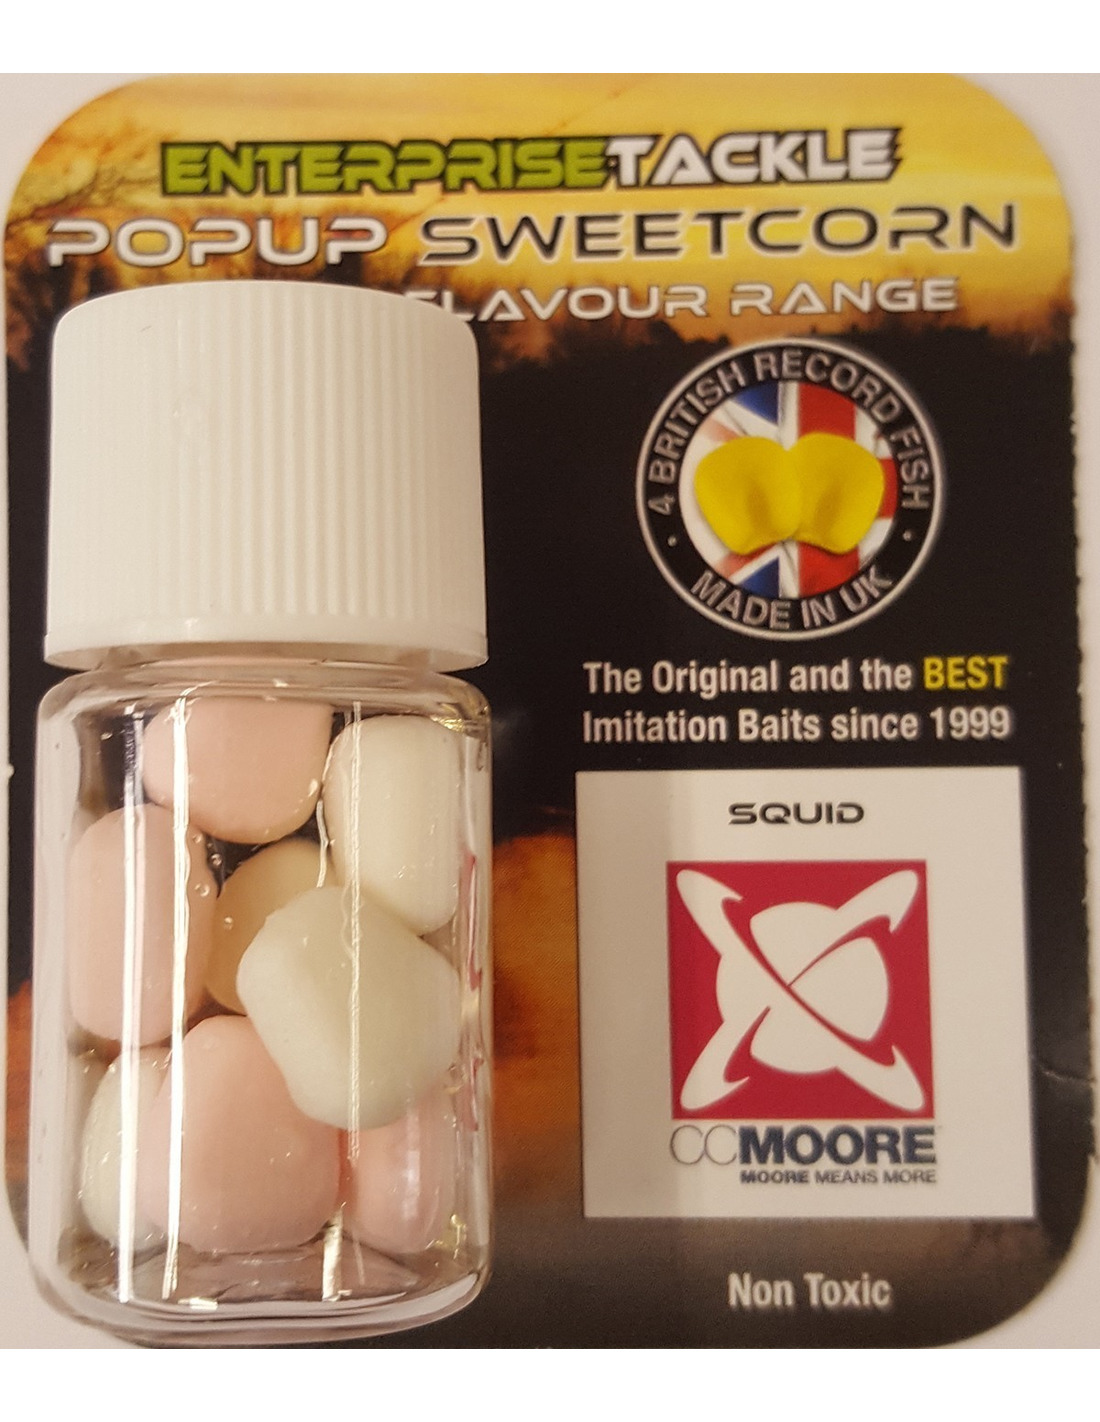 ENTERPRISETACKLE
POPUP SWEETCORN
FLAVOUR RANGE
4 BRITISH RECORD FISH
MADE IN UK
The Original and the BEST
Imitation Baits since 1999
SQUID
CCMOORE
MOORE MEANS MORE
Non Toxic